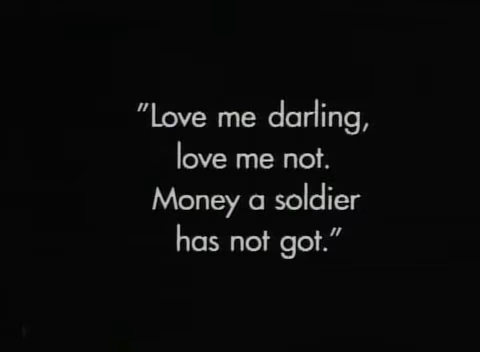 "Love me darling,
love me not.
Money a soldier
has not got."